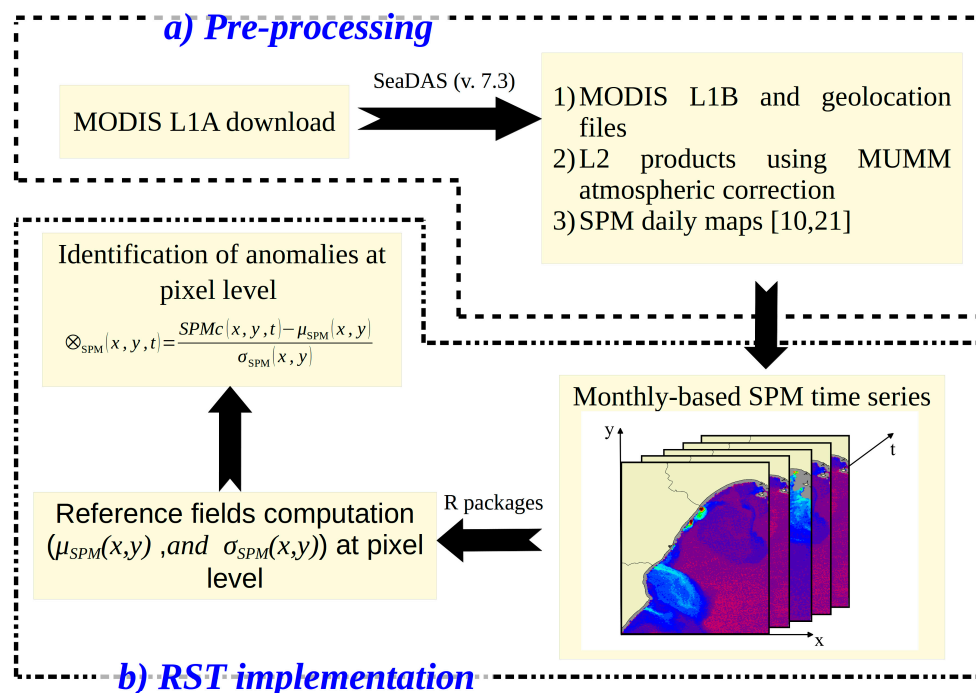 a) Pre-processing
MODIS L1A download
SeaDAS (v. 7.3)
1) MODIS L1B and geolocation
files
2) L2 products using MUMM
atmospheric correction
3) SPM daily maps [10,21]
Monthly-based SPM time series
y
t
x
R packages
Reference fields computation
(μSPM(x,y) ,and σSPM(x,y)) at pixel
level
Identification of anomalies at
pixel level
⊗SPM(x,y,t)=(SPMc(x,y,t)−μSPM(x,y))/σSPM(x,y)
b) RST implementation